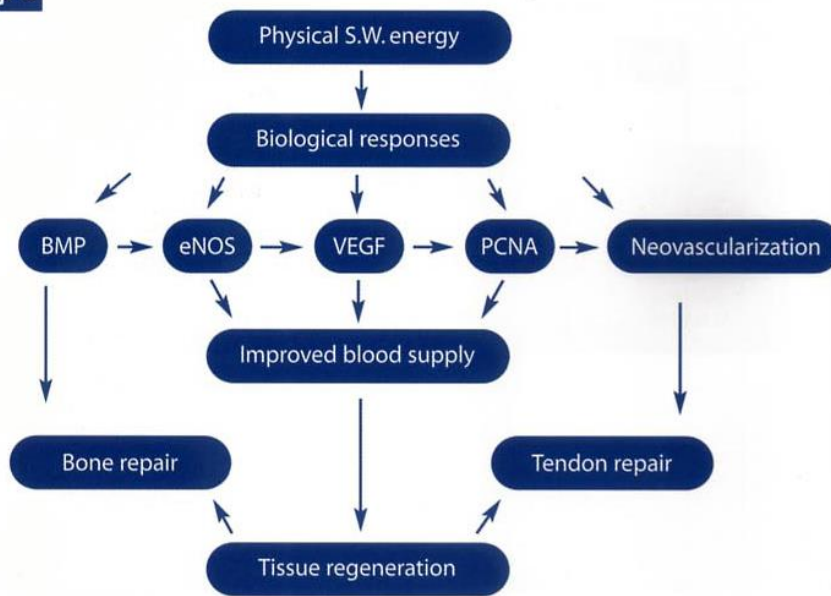 Physical S.W. energy
Biological responses
BMP
eNOS
VEGF
PCNA
Neovascularization
Improved blood supply
Bone repair
Tendon repair
Tissue regeneration